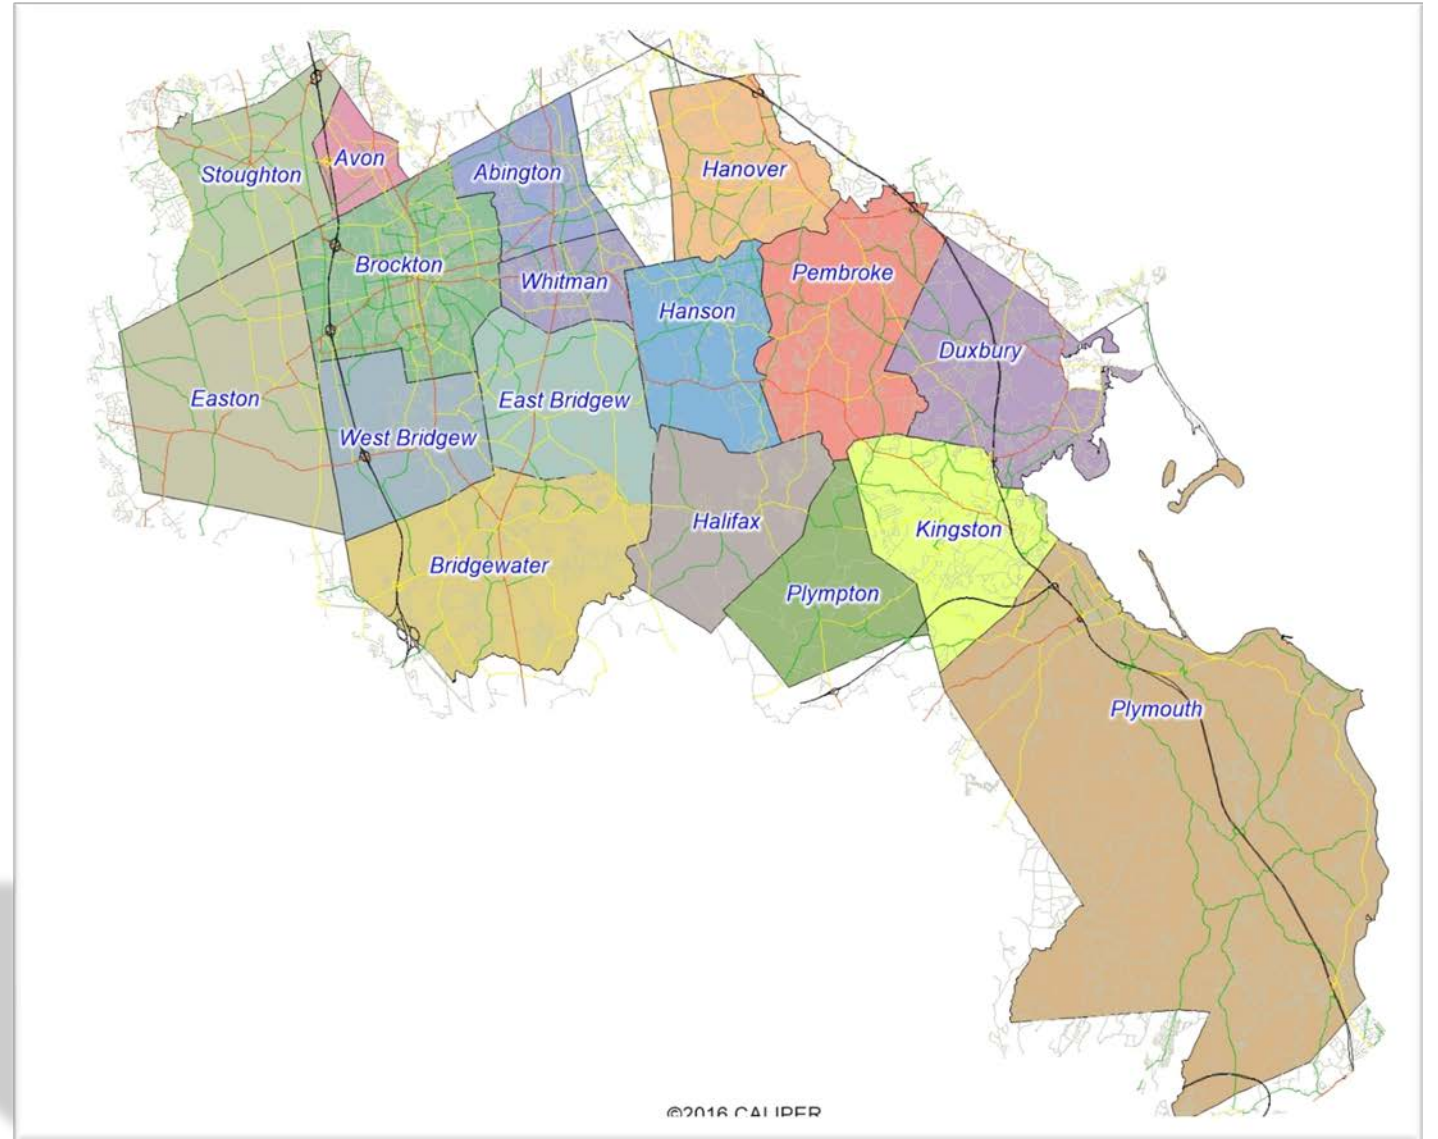 Stoughton
Avon
Abington
Hanover
Brockton
Whitman
Hanson
Pembroke
Duxbury
Easton
West Bridgew
East Bridgew
Bridgewater
Halifax
Plympton
Kingston
Plymouth
©2016 CALIPER